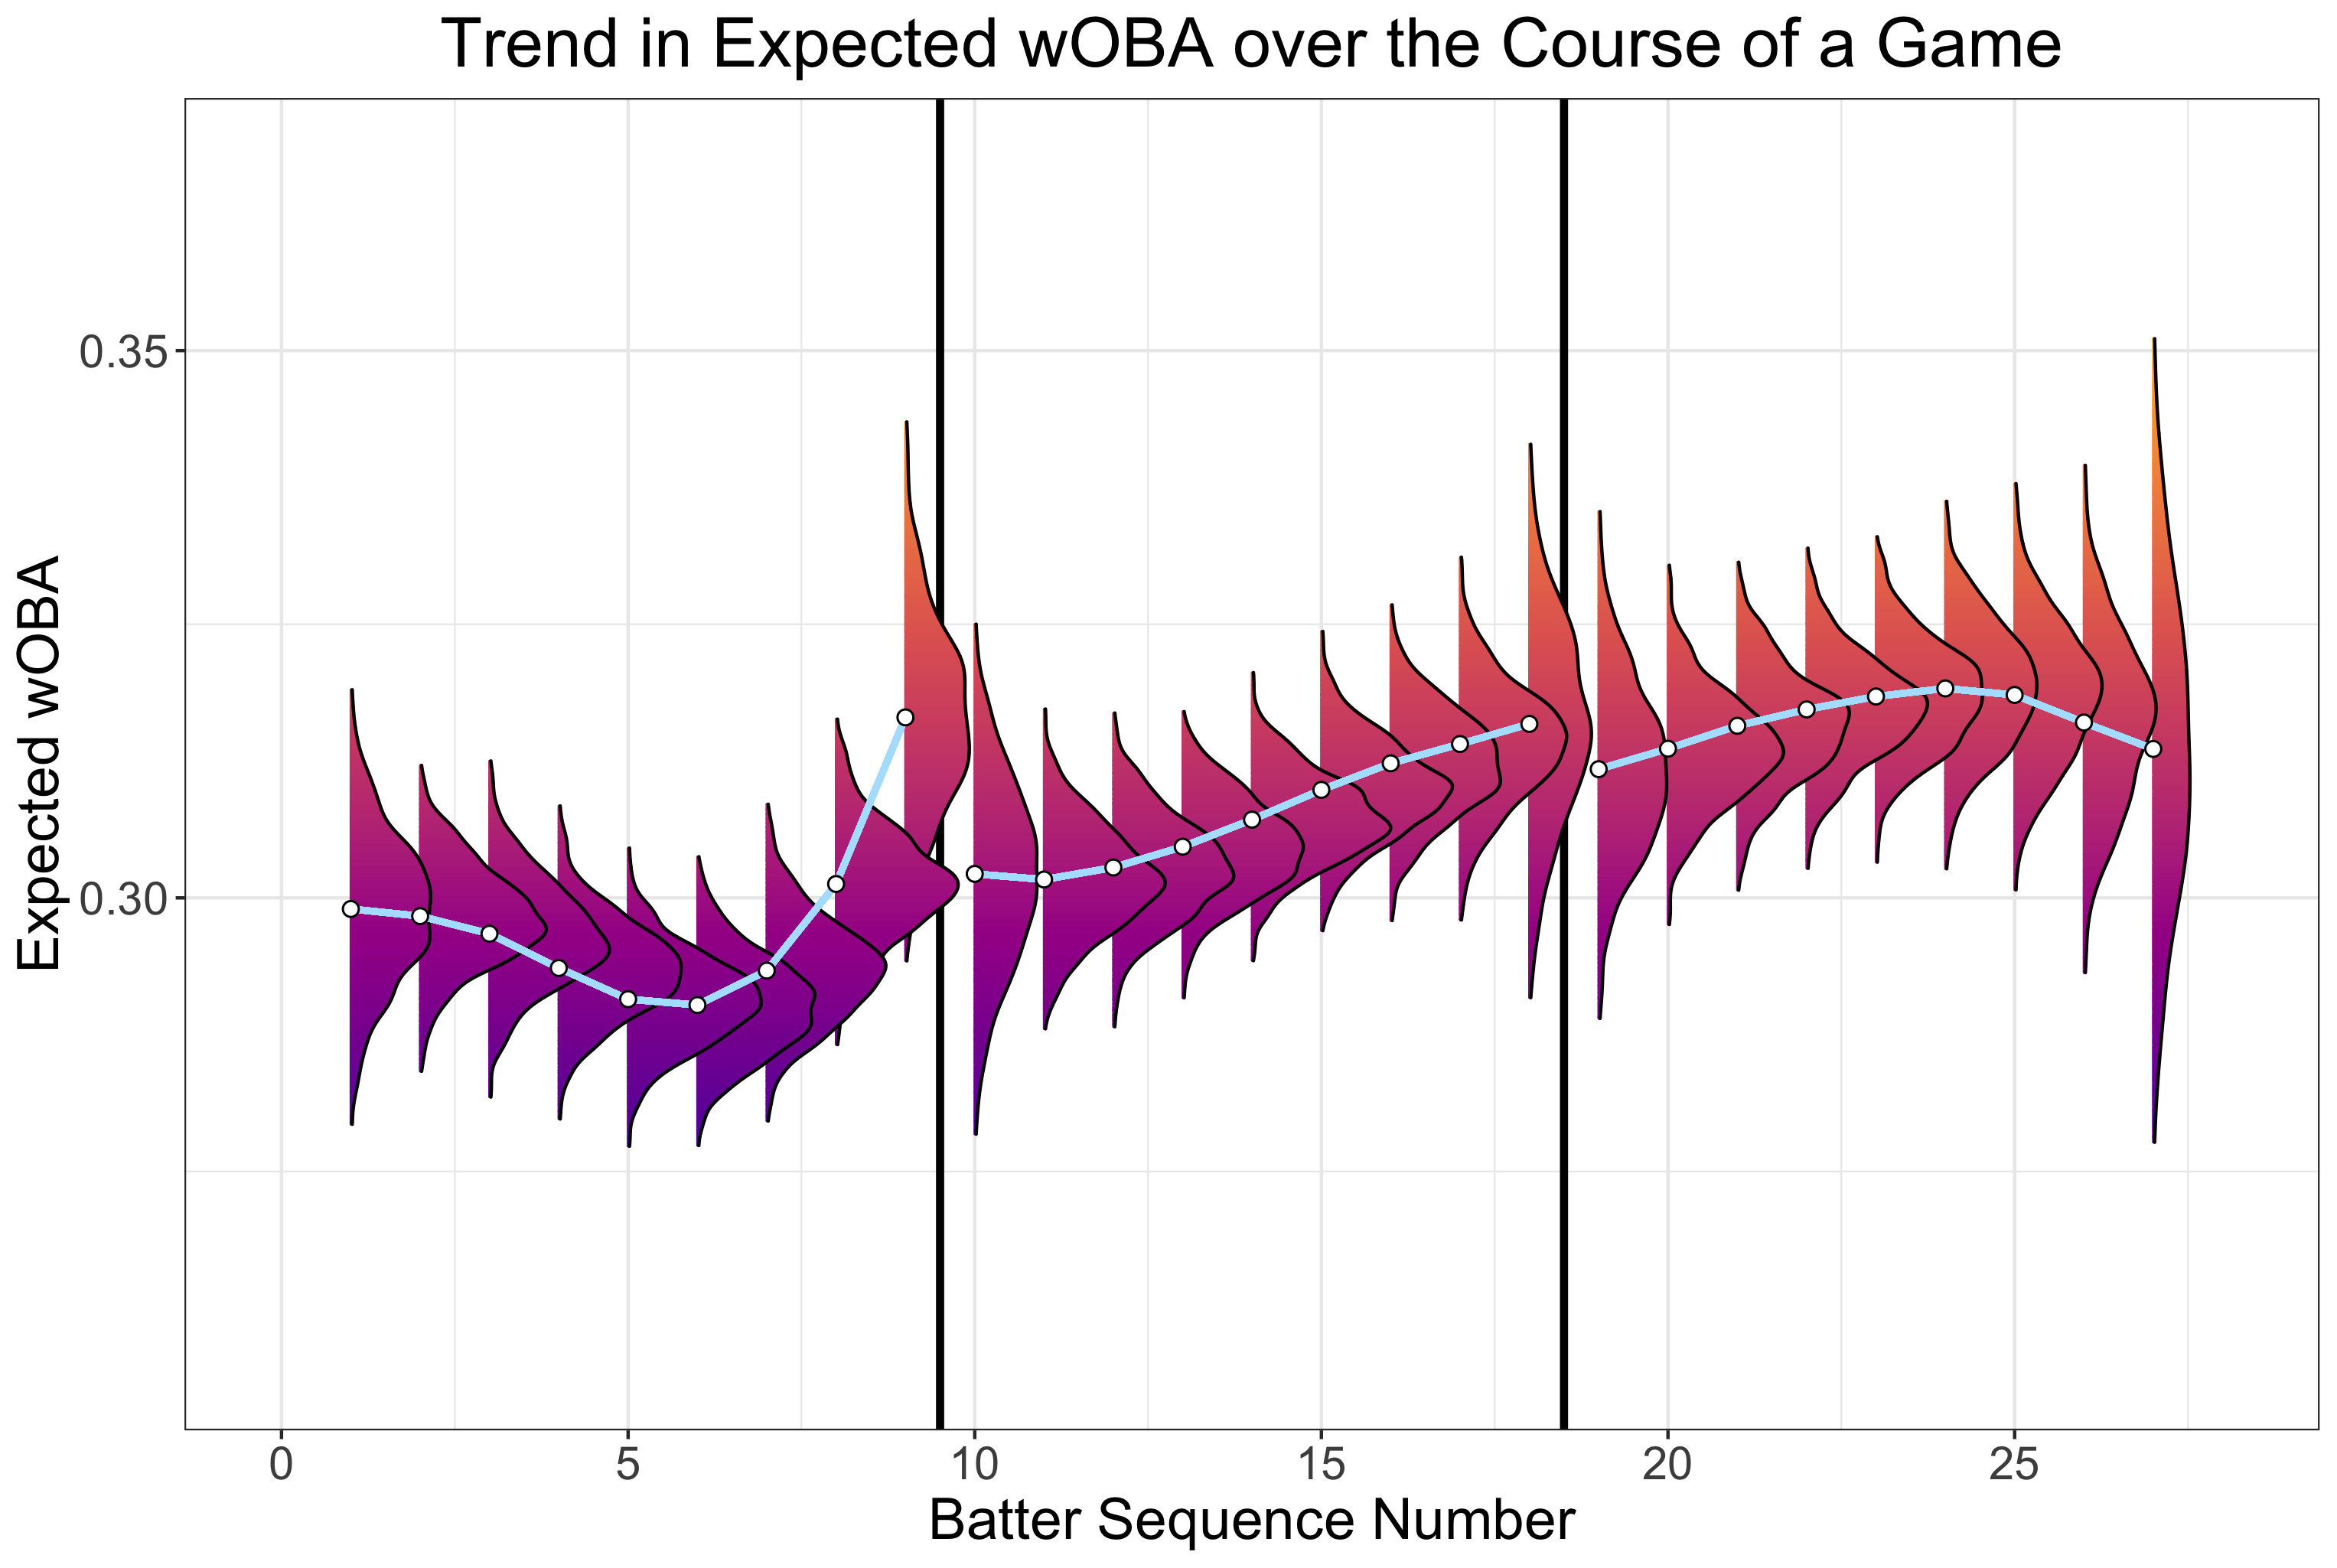 Trend in Expected wOBA over the Course of a Game
Expected wOBA
0.35
0.30
0 5 10 15 20 25
Batter Sequence Number